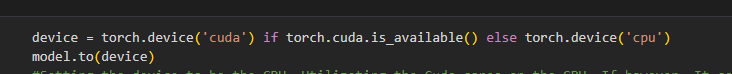 device = torch.device('cuda') if torch.cuda.is_available() else torch.device('cpu')
model.to(device)